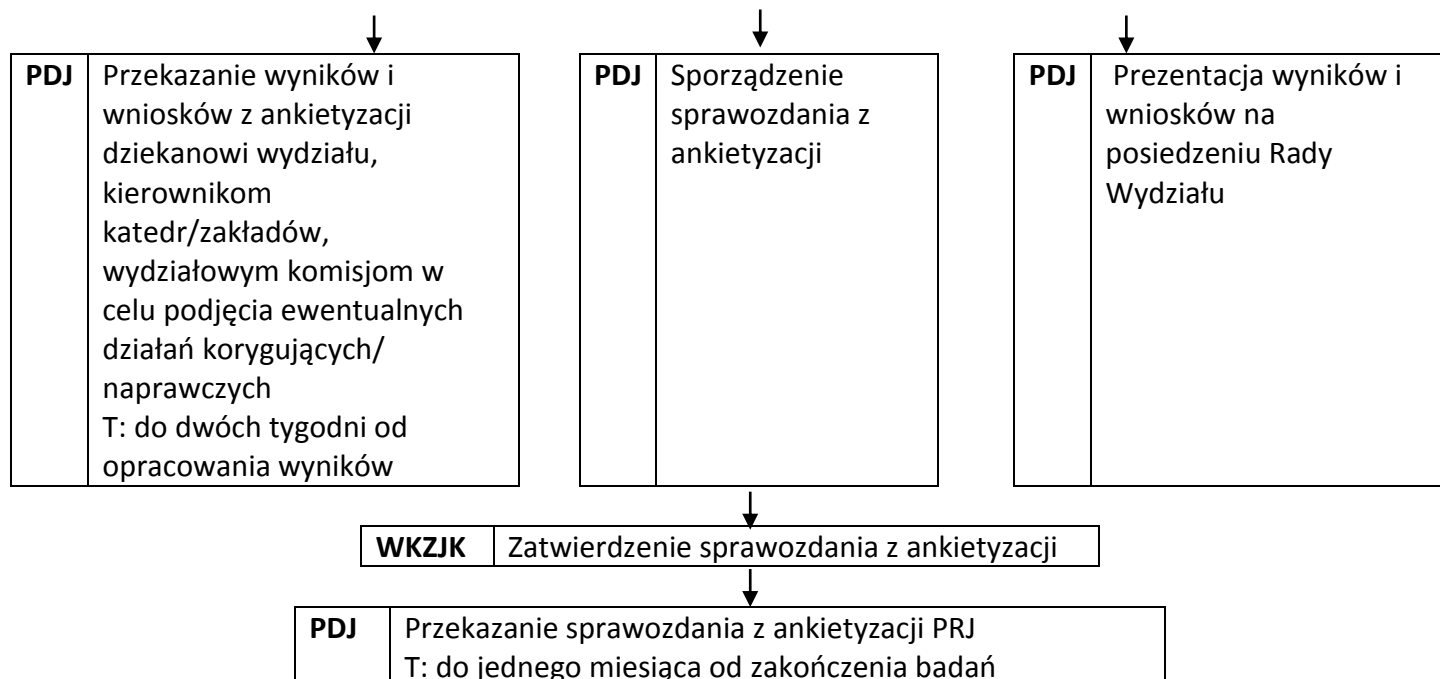 PDJ
Przekazanie wyników i
wniosków z ankietyzacji
dziekanowi wydziału,
kierownikom
katedr/zakładów,
wydziałowym komisjom w
celu podjęcia ewentualnych
działań korygujących/
naprawczych
T: do dwóch tygodni od
opracowania wyników
PDJ
Sporządzenie
sprawozdania z
ankietyzacji
PDJ
Prezentacja wyników i
wniosków na
posiedzeniu Rady
Wydziału
WKZJK
Zatwierdzenie sprawozdania z ankietyzacji
PDJ
Przekazanie sprawozdania z ankietyzacji PRJ
T: do jednego miesiąca od zakończenia badań